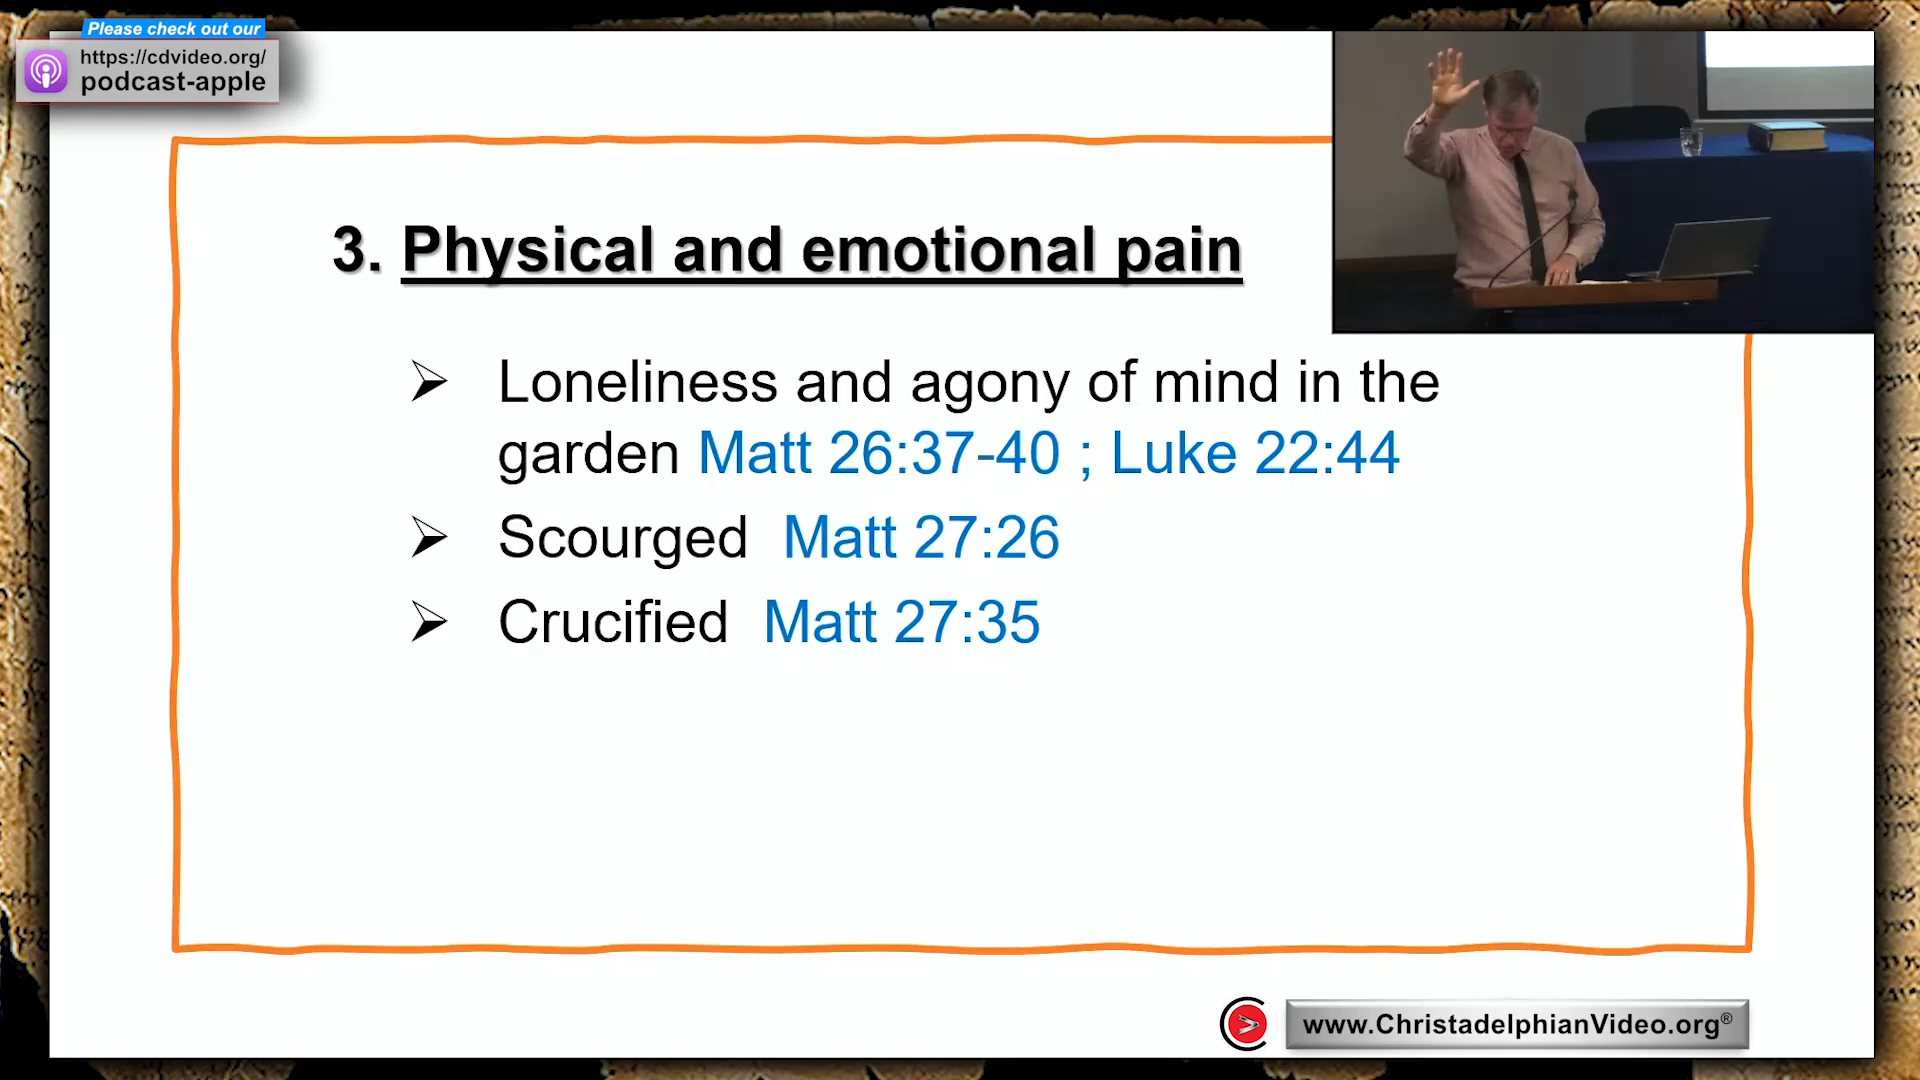 Please check out our
https://cdvideo.org/
podcast-apple
3. Physical and emotional pain
➢ Loneliness and agony of mind in the
garden Matt 26:37-40 ; Luke 22:44
➢ Scourged Matt 27:26
➢ Crucified Matt 27:35
www.ChristadelphianVideo.org®